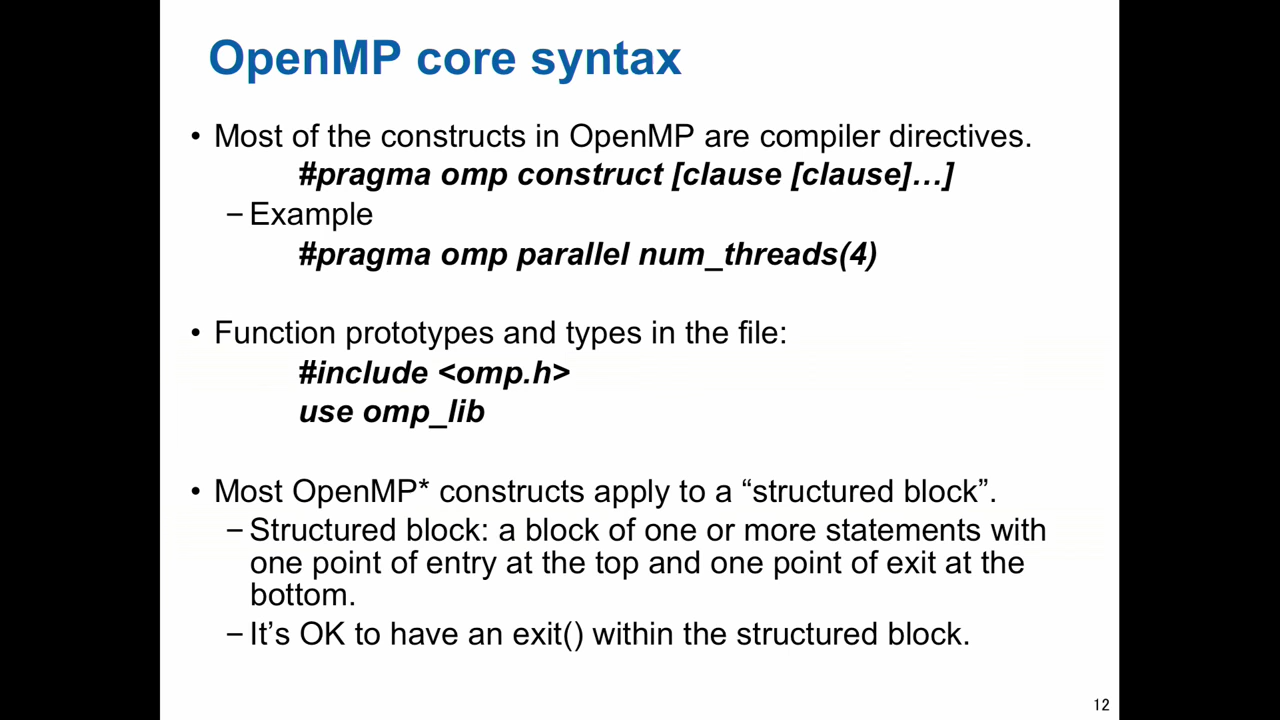 OpenMP core syntax
• Most of the constructs in OpenMP are compiler directives.
#pragma omp construct [clause [clause]…]
– Example
#pragma omp parallel num_threads(4)
• Function prototypes and types in the file:
#include <omp.h>
use omp_lib
• Most OpenMP* constructs apply to a “structured block”.
– Structured block: a block of one or more statements with
one point of entry at the top and one point of exit at the
bottom.
– It’s OK to have an exit() within the structured block.
12